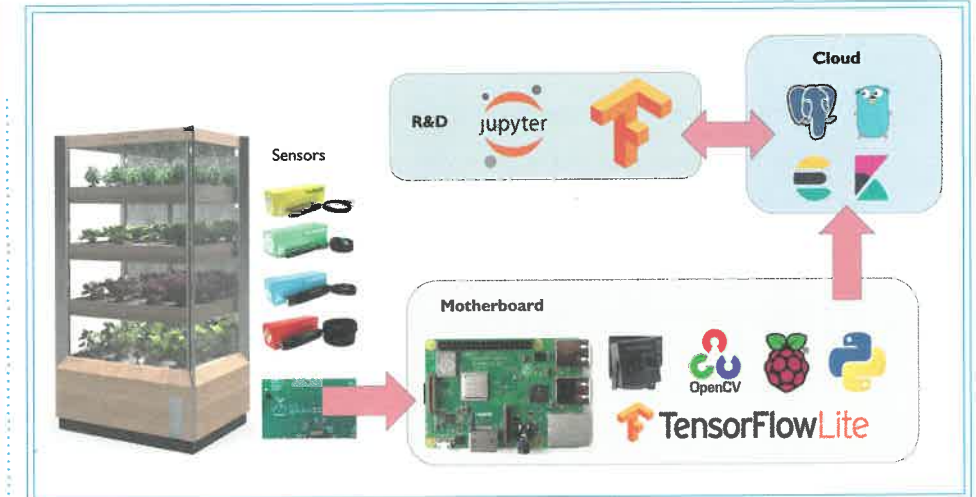 Cloud
R&D
jupyter
Sensors
Motherboard
OpenCV
TensorFlowLite